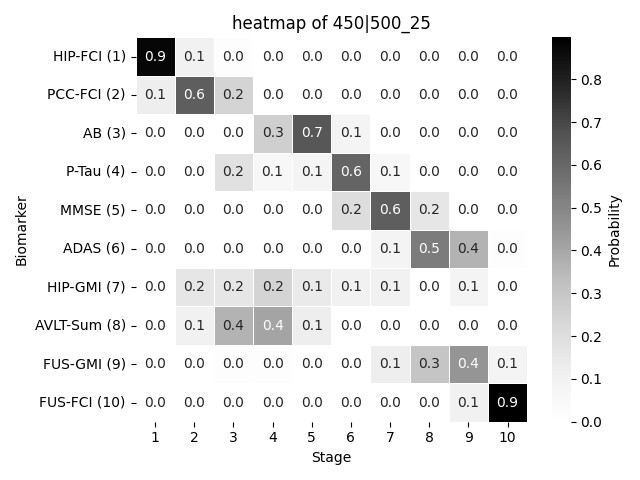 heatmap of 450|500_25
HIP-FCI (1) 0.9 0.1 0.0 0.0 0.0 0.0 0.0 0.0 0.0 0.0
PCC-FCI (2) 0.1 0.6 0.2 0.0 0.0 0.0 0.0 0.0 0.0 0.0
AB (3) 0.0 0.0 0.0 0.3 0.7 0.1 0.0 0.0 0.0 0.0
P-Tau (4) 0.0 0.0 0.2 0.1 0.1 0.6 0.1 0.0 0.0 0.0
MMSE (5) 0.0 0.0 0.0 0.0 0.0 0.2 0.6 0.2 0.0 0.0
ADAS (6) 0.0 0.0 0.0 0.0 0.0 0.0 0.1 0.5 0.4 0.0
HIP-GMI (7) 0.0 0.2 0.2 0.2 0.1 0.1 0.1 0.0 0.1 0.0
AVLT-Sum (8) 0.0 0.1 0.4 0.4 0.1 0.0 0.0 0.0 0.0 0.0
FUS-GMI (9) 0.0 0.0 0.0 0.0 0.0 0.0 0.1 0.3 0.4 0.1
FUS-FCI (10) 0.0 0.0 0.0 0.0 0.0 0.0 0.0 0.0 0.1 0.9
1 2 3 4 5 6 7 8 9 10
Stage
Biomarker
0.8
0.7
0.6
0.5
0.4
0.3
0.2
0.1
0.0
Probability